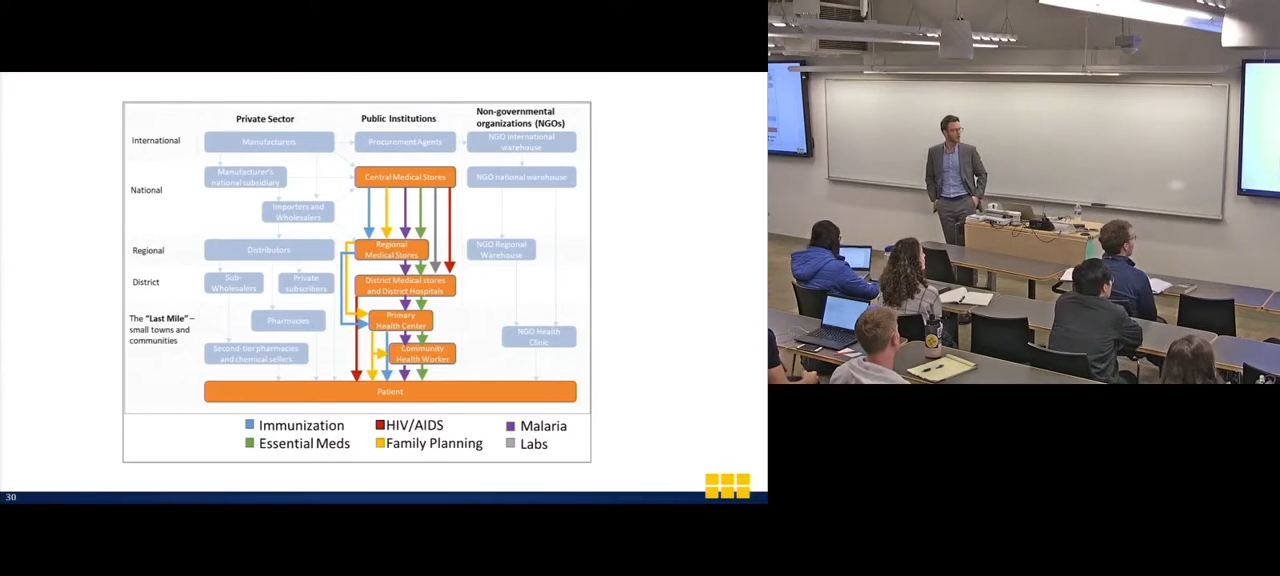 Private Sector
Public Institutions
Non-governmental
organizations (NGOs)
International
Manufacturers
Procurement Agents
NGO international
warehouse
National
Manufacturer's
national subsidiary
Central Medical Stores
NGO national warehouse
Importers and
Wholesalers
Regional
Distributors
Regional
Medical Stores
NGO Regional
Warehouse
District
Sub-
Wholesalers
Private
subscribers
District Medical stores
and District Hospitals
The "Last Mile" –
small towns and
communities
Pharmacies
Primary
Health Center
NGO Health
Clinic
Second-tier pharmacies
and chemical sellers
Community
Health Worker
Patient
Immunization
HIV/AIDS
Malaria
Essential Meds
Family Planning
Labs
30